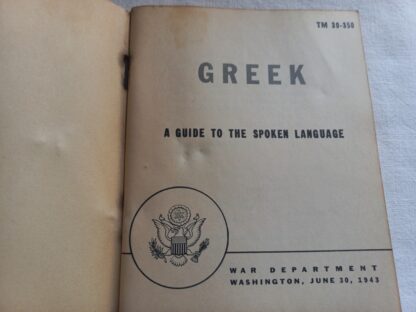 TM 30-350
GREEK
A GUIDE TO THE SPOKEN LANGUAGE
WAR DEPARTMENT
WASHINGTON, JUNE 30, 1943